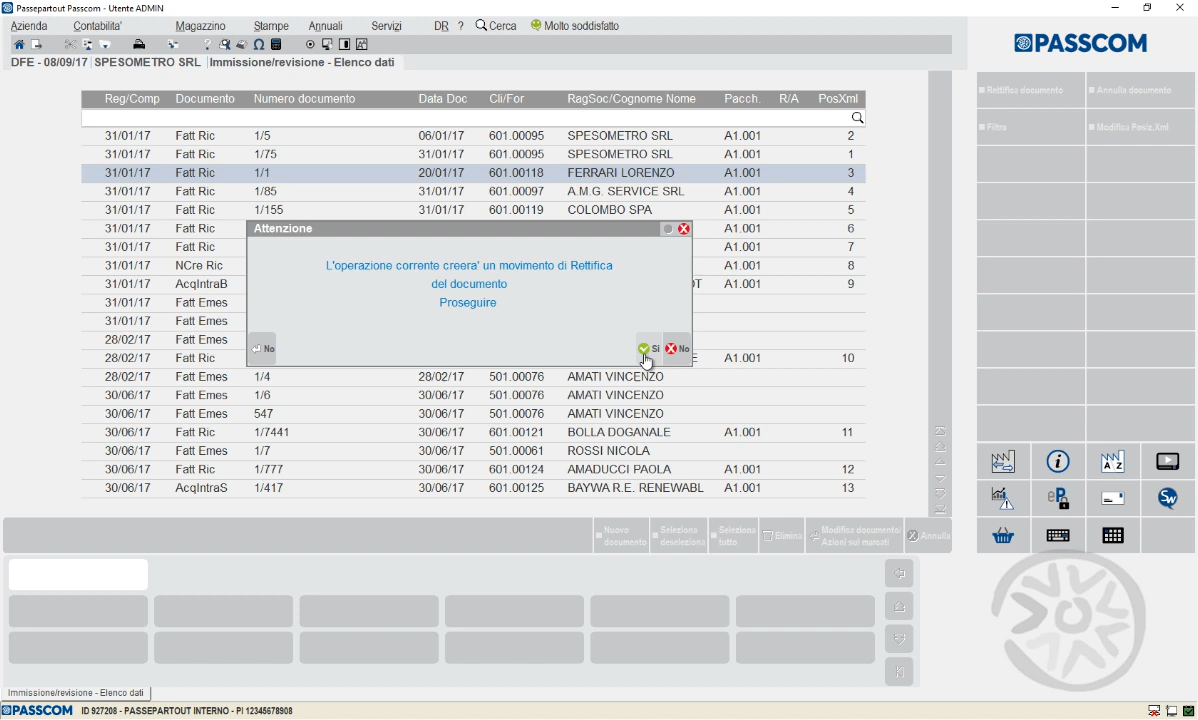 Passepartout Passcom - Utente ADMIN
Azienda Contabilita' Magazzino Stampe Annuali Servizi DR ? Cerca Molto soddisfatto
DFE - 08/09/17 SPESOMETRO SRL Immissione/revisione - Elenco dati
PASSCOM
Rettifica documento Annulla documento
Filtra Modifica Posiz.Xml
Reg/Comp Documento Numero documento Data Doc Cli/For RagSoc/Cognome Nome Pacch. R/A PosXml
31/01/17 Fatt Ric 1/5 06/01/17 601.00095 SPESOMETRO SRL A1.001 2
31/01/17 Fatt Ric 1/75 31/01/17 601.00095 SPESOMETRO SRL A1.001 1
31/01/17 Fatt Ric 1/1 20/01/17 601.00118 FERRARI LORENZO A1.001 3
31/01/17 Fatt Ric 1/85 31/01/17 601.00097 A.M.G. SERVICE SRL A1.001 4
31/01/17 Fatt Ric 1/155 31/01/17 601.00119 COLOMBO SPA A1.001 5
31/01/17 Fatt Ric A1.001 6
31/01/17 Fatt Ric A1.001 7
31/01/17 NCre Ric A1.001 8
31/01/17 AcqIntraB OT A1.001 9
31/01/17 Fatt Emes
31/01/17 Fatt Emes
28/02/17 Fatt Emes
28/02/17 Fatt Ric E A1.001 10
28/02/17 Fatt Emes 1/4 28/02/17 501.00076 AMATI VINCENZO
30/06/17 Fatt Emes 1/6 30/06/17 501.00076 AMATI VINCENZO
30/06/17 Fatt Emes 547 30/06/17 501.00076 AMATI VINCENZO
30/06/17 Fatt Ric 1/7441 30/06/17 601.00121 BOLLA DOGANALE A1.001 11
30/06/17 Fatt Emes 1/7 30/06/17 501.00061 ROSSI NICOLA
30/06/17 Fatt Ric 1/777 30/06/17 601.00124 AMADUCCI PAOLA A1.001 12
30/06/17 AcqIntraS 1/417 30/06/17 601.00125 BAYWA R.E. RENEWABL A1.001 13
Attenzione
L'operazione corrente creera' un movimento di Rettifica
del documento
Proseguire
No Si No
A Z
eP
Sw
Nuovo documento Seleziona deseleziona Seleziona tutto Elimina Modifica documento/ Azioni sui marcati Annulla
Immissione/revisione - Elenco dati
PASSCOM ID 927208 - PASSEPARTOUT INTERNO - PI 12345678908